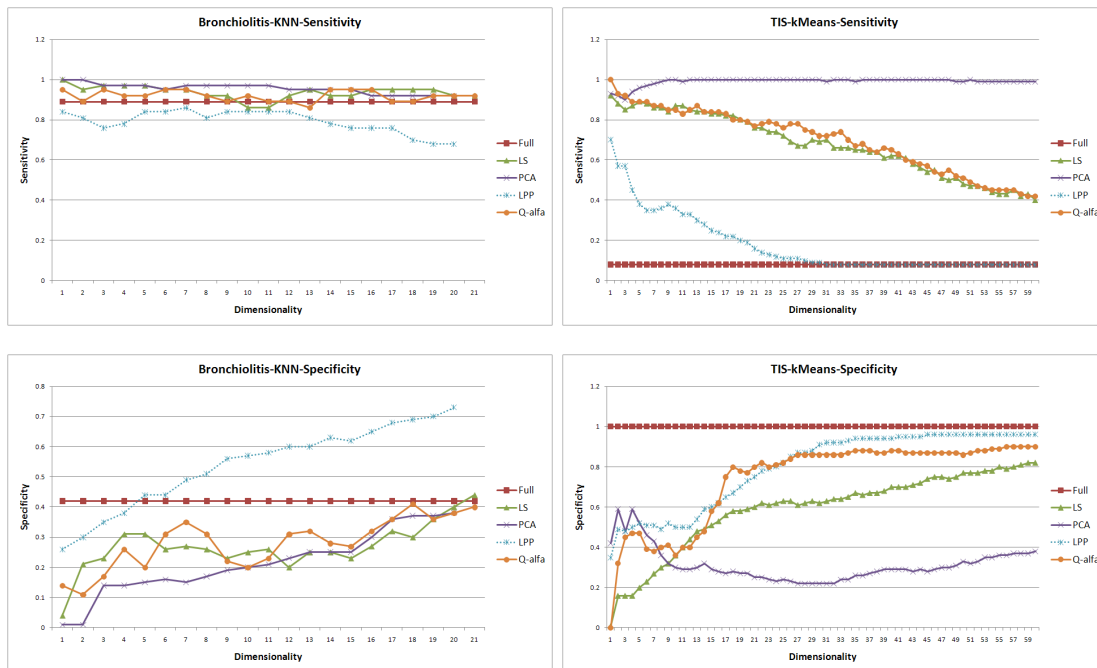 Bronchiolitis-KNN-Sensitivity
1.2
1
0.8
0.6
0.4
0.2
0
Sensitivity
1 2 3 4 5 6 7 8 9 10 11 12 13 14 15 16 17 18 19 20 21
Dimensionality
Full
LS
PCA
LPP
Q-alfa
TIS-kMeans-Sensitivity
1.2
1
0.8
0.6
0.4
0.2
0
Sensitivity
1 3 5 7 9 11 13 15 17 19 21 23 25 27 29 31 33 35 37 39 41 43 45 47 49 51 53 55 57 59
Dimensionality
Full
LS
PCA
LPP
Q-alfa
Bronchiolitis-KNN-Specificity
0.8
0.7
0.6
0.5
0.4
0.3
0.2
0.1
0
Specificity
1 2 3 4 5 6 7 8 9 10 11 12 13 14 15 16 17 18 19 20 21
Dimensionality
Full
LS
PCA
LPP
Q-alfa
TIS-kMeans-Specificity
1.2
1
0.8
0.6
0.4
0.2
0
Specificity
1 3 5 7 9 11 13 15 17 19 21 23 25 27 29 31 33 35 37 39 41 43 45 47 49 51 53 55 57 59
Dimensionality
Full
LS
PCA
LPP
Q-alfa